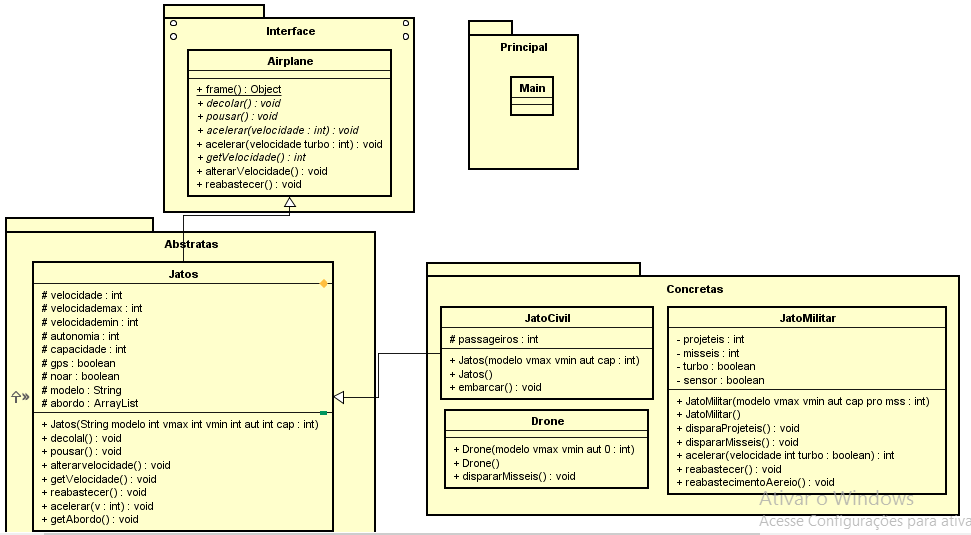 Interface
Airplane
+ frame() : Object
+ decolar() : void
+ pousar() : void
+ acelerar(velocidade : int) : void
+ acelerar(velocidade turbo : int) : void
+ getVelocidade() : int
+ alterarVelocidade() : void
+ reabastecer() : void
Principal
Main
Abstratas
Jatos
# velocidade : int
# velocidademax : int
# velocidademin : int
# autonomia : int
# capacidade : int
# gps : boolean
# noar : boolean
# modelo : String
# abordo : ArrayList
+ Jatos(String modelo int vmax int vmin int aut int cap : int)
+ decola() : void
+ pousar() : void
+ alterarvelocidade() : void
+ getVelocidade() : void
+ reabastecer() : void
+ acelerar(v : int) : void
+ getAbordo() : void
Concretas
JatoCivil
# passageiros : int
+ Jatos(modelo vmax vmin aut cap : int)
+ Jatos()
+ embarcar() : void
Drone
+ Drone(modelo vmax vmin aut 0 : int)
+ Drone()
+ dispararMisseis() : void
JatoMilitar
- projeteis : int
- misseis : int
- turbo : boolean
- sensor : boolean
+ JatoMilitar(modelo vmax vmin aut cap pro mss : int)
+ JatoMilitar()
+ disparaProjeteis() : void
+ dispararMisseis() : void
+ acelerar(velocidade int turbo : boolean) : int
+ reabastecer() : void
+ reabastecimentoAereio() : void
Ativar o Windows
Acesse Configurações para ativa